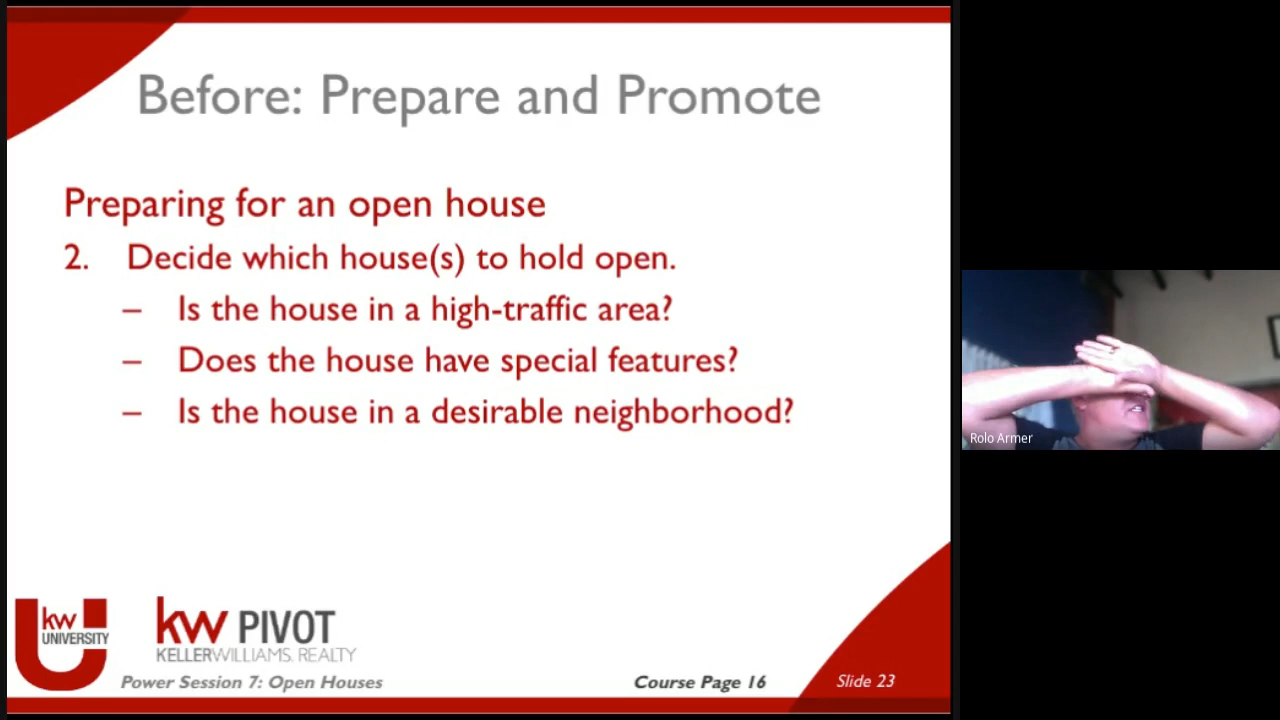 Before: Prepare and Promote
Preparing for an open house
2. Decide which house(s) to hold open.
– Is the house in a high-traffic area?
– Does the house have special features?
– Is the house in a desirable neighborhood?
Rolo Armer
kw
UNIVERSITY
kw PIVOT
KELLERWILLIAMS. REALTY
Power Session 7: Open Houses
Course Page 16
Slide 23